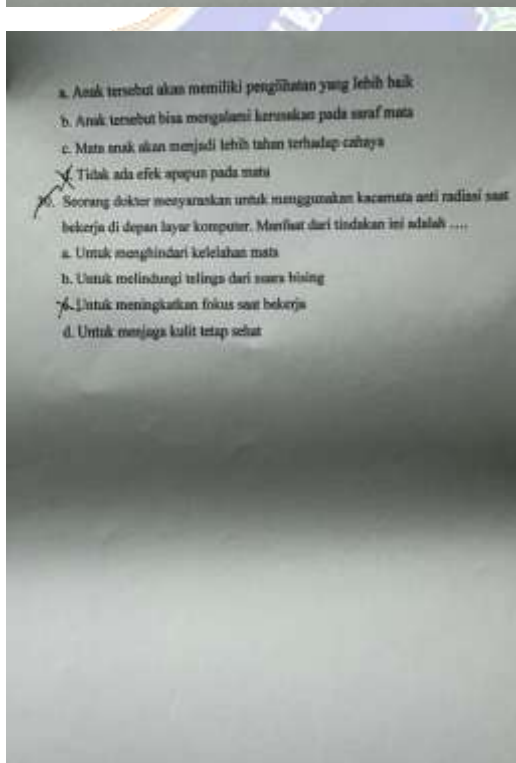 a. Anak tersebut akan memiliki penglihatan yang lebih baik
b. Anak tersebut bisa mengalami kerusakan pada saraf mata
c. Mata anak akan menjadi lebih tahan terhadap cahaya
d. Tidak ada efek apapun pada mata
Seorang dokter menyarankan untuk menggunakan kacamata anti radiasi saat
bekerja di depan layar komputer. Manfaat dari tindakan ini adalah ....
a. Untuk menghindari kelelahan mata
b. Untuk melindungi telinga dari suara bising
c. Untuk meningkatkan fokus saat bekerja
d. Untuk menjaga kulit tetap sehat